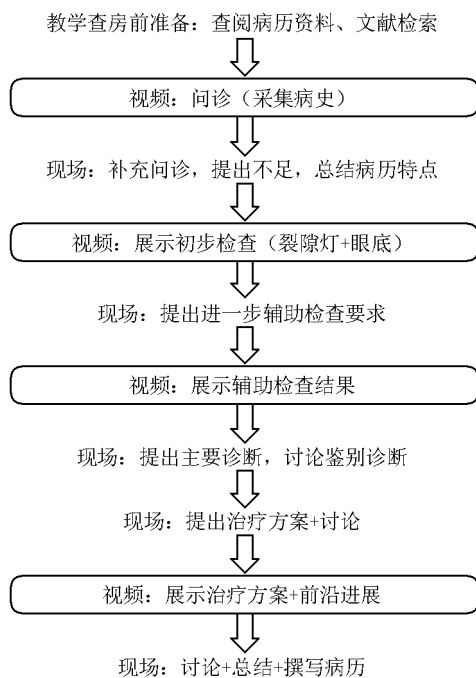 教学查房前准备：查阅病历资料、文献检索
视频：问诊（采集病史）
现场：补充问诊，提出不足，总结病历特点
视频：展示初步检查（裂隙灯+眼底）
现场：提出进一步辅助检查要求
视频：展示辅助检查结果
现场：提出主要诊断，讨论鉴别诊断
现场：提出治疗方案+讨论
视频：展示治疗方案+前沿进展
现场：讨论+总结+撰写病历